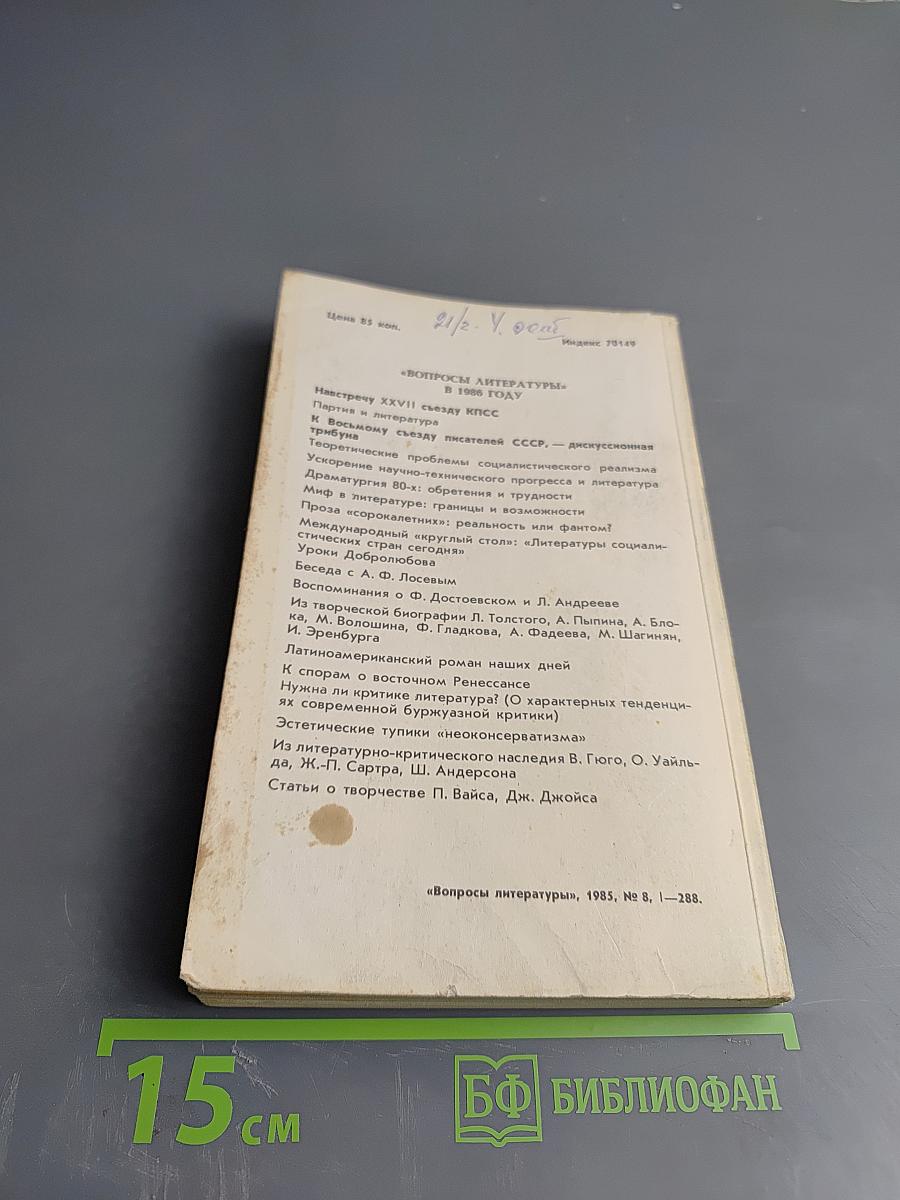 Цена 85 коп.
21/г. У.
Индекс 70149
«ВОПРОСЫ ЛИТЕРАТУРЫ»
В 1986 ГОДУ
Навстречу XXVII съезду КПСС
Партия и литература
К Восьмому съезду писателей СССР, — дискуссионная
трибуна
Теоретические проблемы социалистического реализма
Ускорение научно-технического прогресса и литература
Драматургия 80-х: обретения и трудности
Миф в литературе: границы и возможности
Проза «сорокалетних»: реальность или фантом?
Международный «круглый стол»: «Литературы социали-
стических стран сегодня»
Уроки Добролюбова
Беседа с А. Ф. Лосевым
Воспоминания о Ф. Достоевском и Л. Андрееве
Из творческой биографии Л. Толстого, А. Пыпина, А. Бло-
ка, М. Волошина, Ф. Гладкова, А. Фадеева, М. Шагинян,
И. Эренбурга
Латиноамериканский роман наших дней
К спорам о восточном Ренессансе
Нужна ли критике литература? (О характерных тенденци-
ях современной буржуазной критики)
Эстетические тупики «неоконсерватизма»
Из литературно-критического наследия В. Гюго, О. Уайль-
да, Ж.-П. Сартра, Ш. Андерсона
Статьи о творчестве П. Вайса, Дж. Джойса
«Вопросы литературы», 1985, № 8, 1—288.
15 см
БФ БИБЛИОФАН